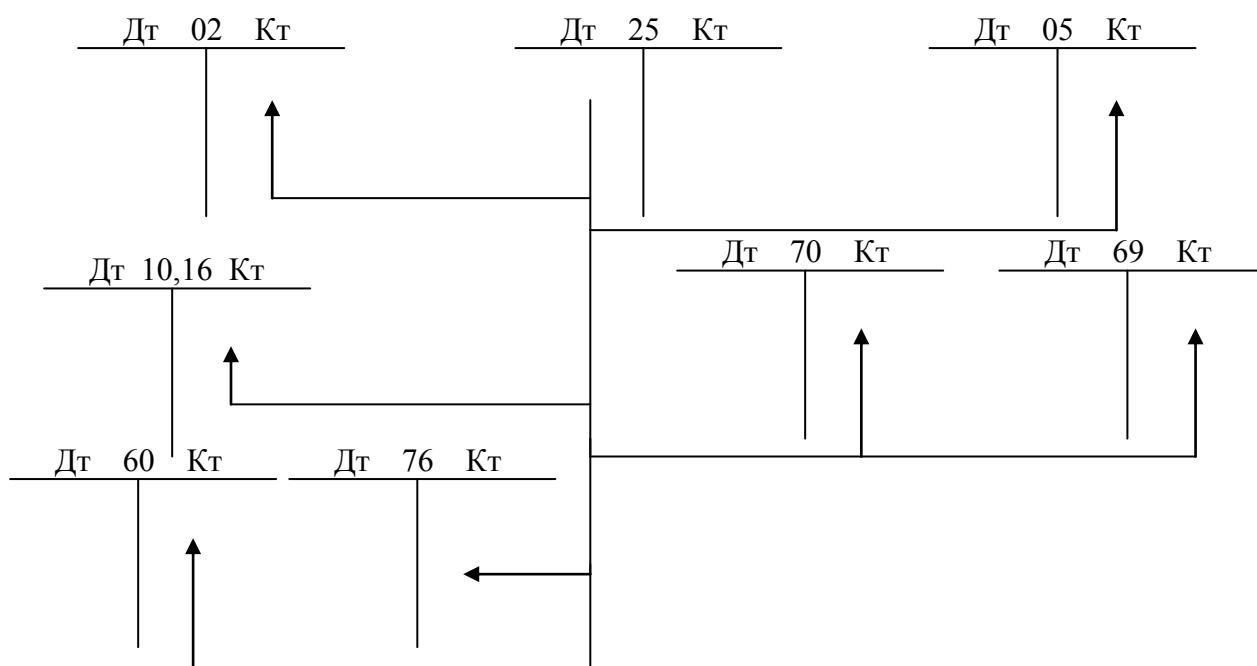 Дт 02 Кт
Дт 25 Кт
Дт 05 Кт
Дт 10,16 Кт
Дт 70 Кт
Дт 69 Кт
Дт 60 Кт
Дт 76 Кт